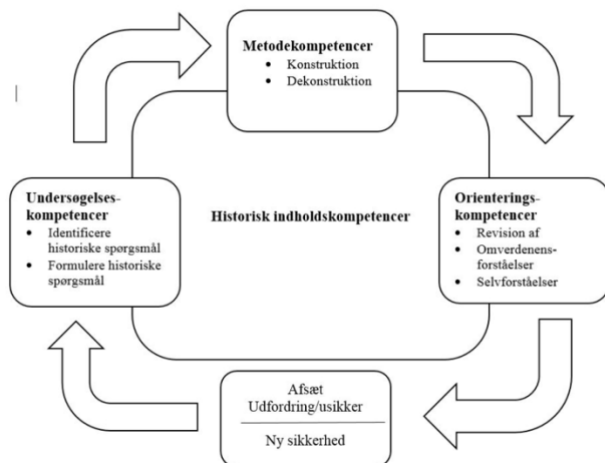 Metodekompetencer
• Konstruktion
• Dekonstruktion
Undersøgelses-
kompetencer
• Identificere
historiske spørgsmål
• Formulere historiske
spørgsmål
Historisk indholdskompetencer
Orienterings-
kompetencer
• Revision af
• Omverdenens-
forståelser
• Selvforståelser
Afsæt
Udfordring/usikker
Ny sikkerhed